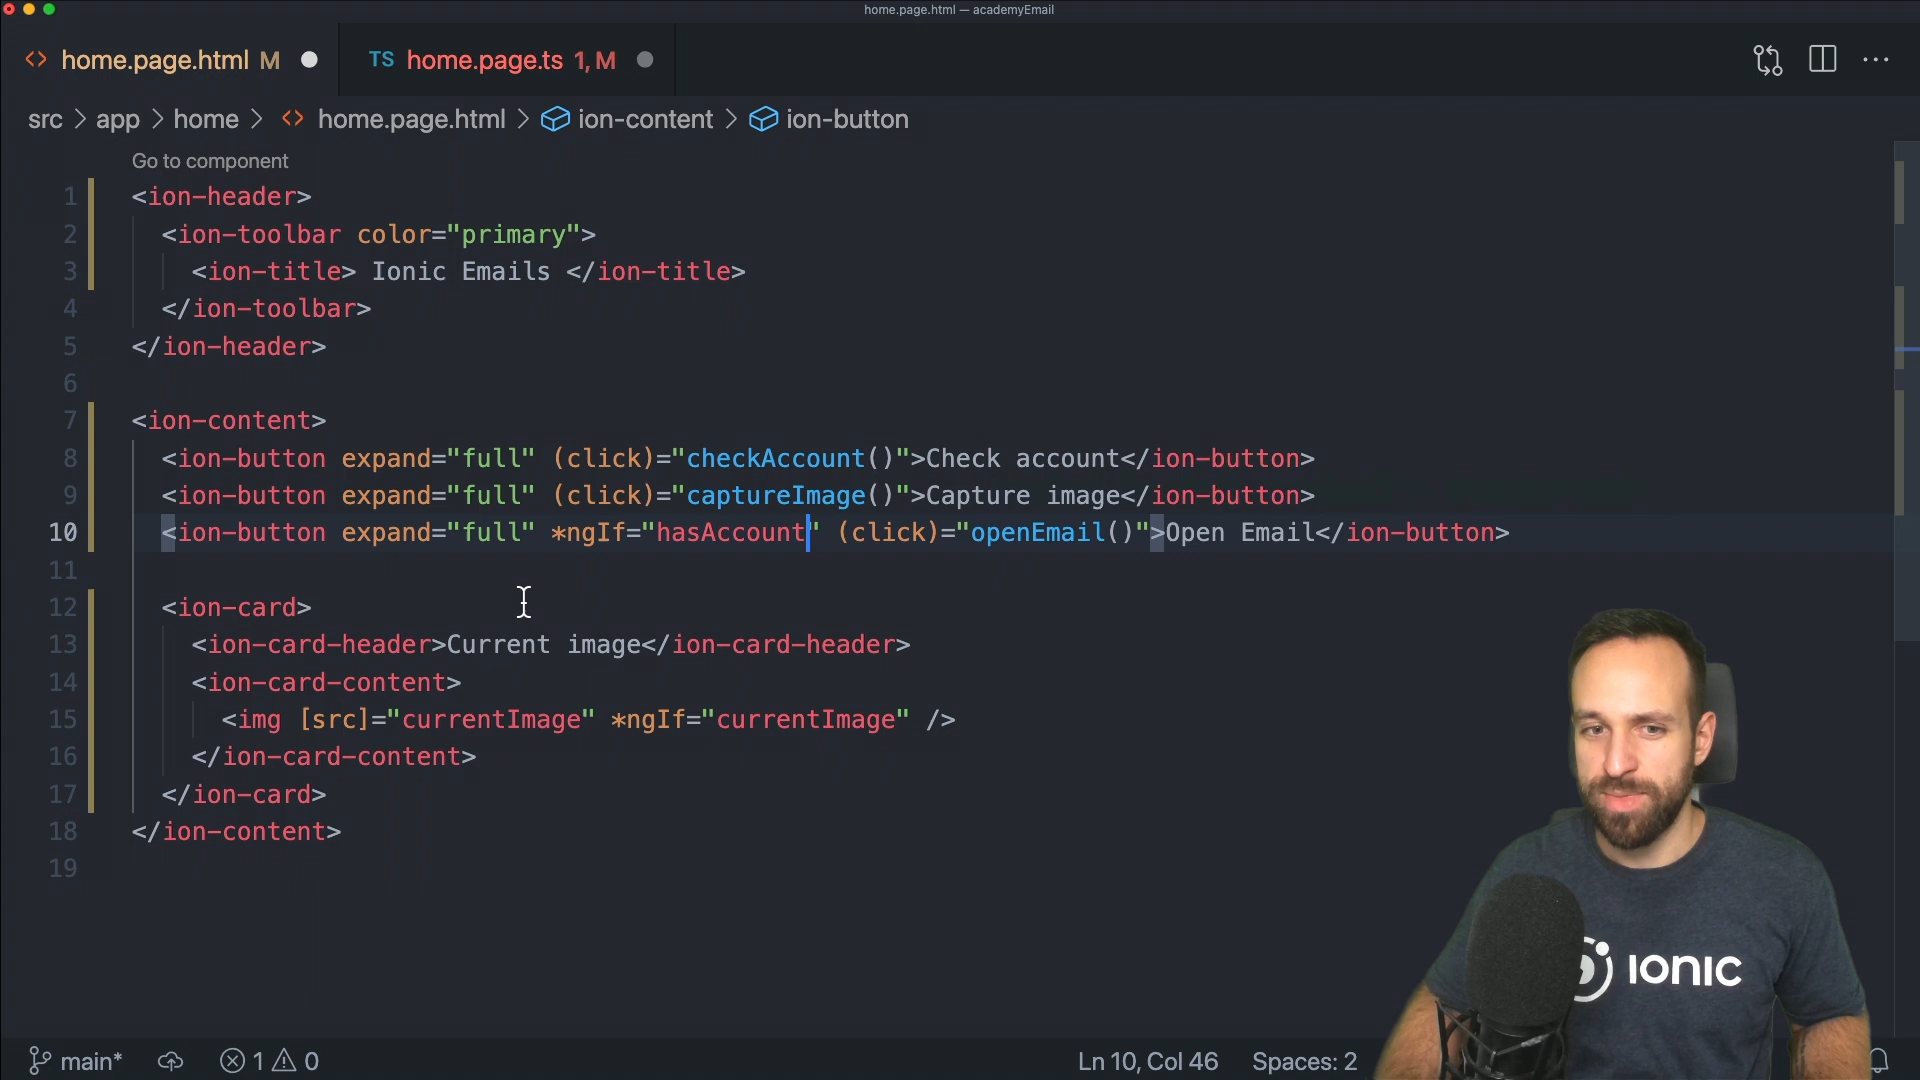 home.page.html — academyEmail
home.page.html M
TS home.page.ts 1, M
src > app > home > <> home.page.html > ion-content > ion-button
Go to component
1 <ion-header>
2 <ion-toolbar color="primary">
3 <ion-title> Ionic Emails </ion-title>
4 </ion-toolbar>
5 </ion-header>
6
7 <ion-content>
8 <ion-button expand="full" (click)="checkAccount()">Check account</ion-button>
9 <ion-button expand="full" (click)="captureImage()">Capture image</ion-button>
10 <ion-button expand="full" *ngIf="hasAccount" (click)="openEmail()">Open Email</ion-button>
11
12 <ion-card>
13 <ion-card-header>Current image</ion-card-header>
14 <ion-card-content>
15 <img [src]="currentImage" *ngIf="currentImage" />
16 </ion-card-content>
17 </ion-card>
18 </ion-content>
19
IONIC
main* 1 0 Ln 10, Col 46 Spaces: 2